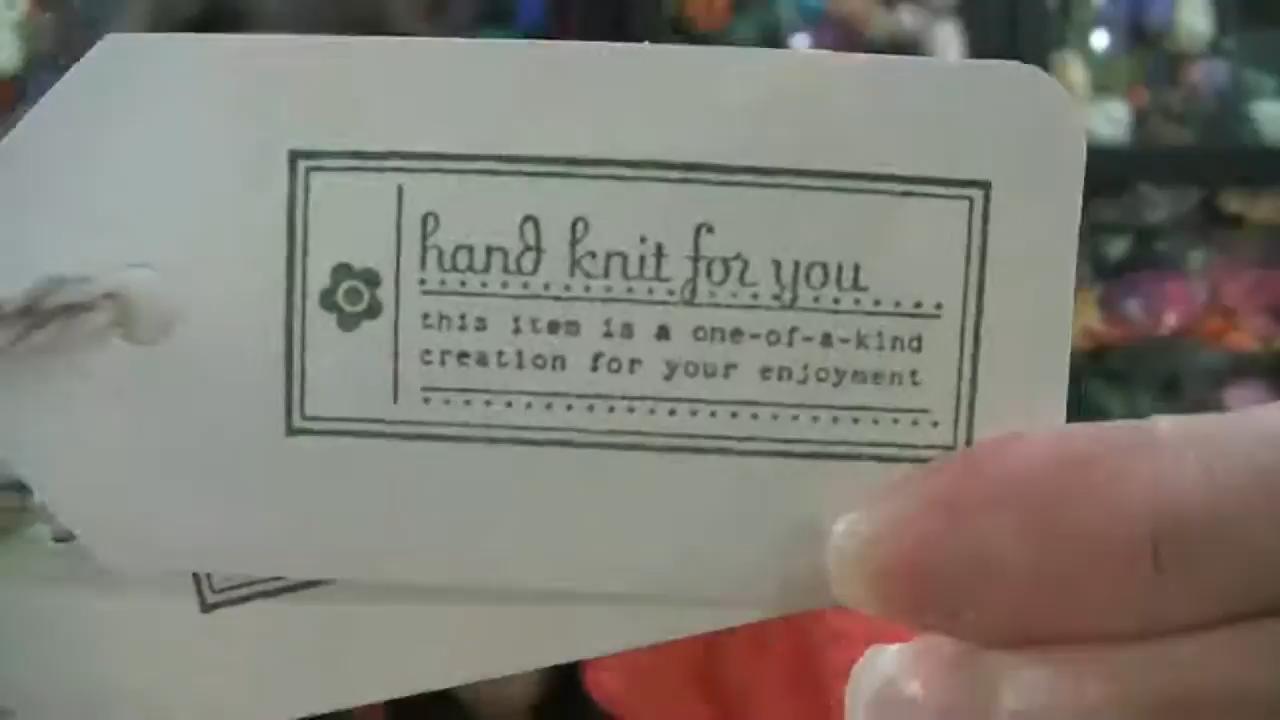 hand knit for you
this item is a one-of-a-kind
creation for your enjoyment